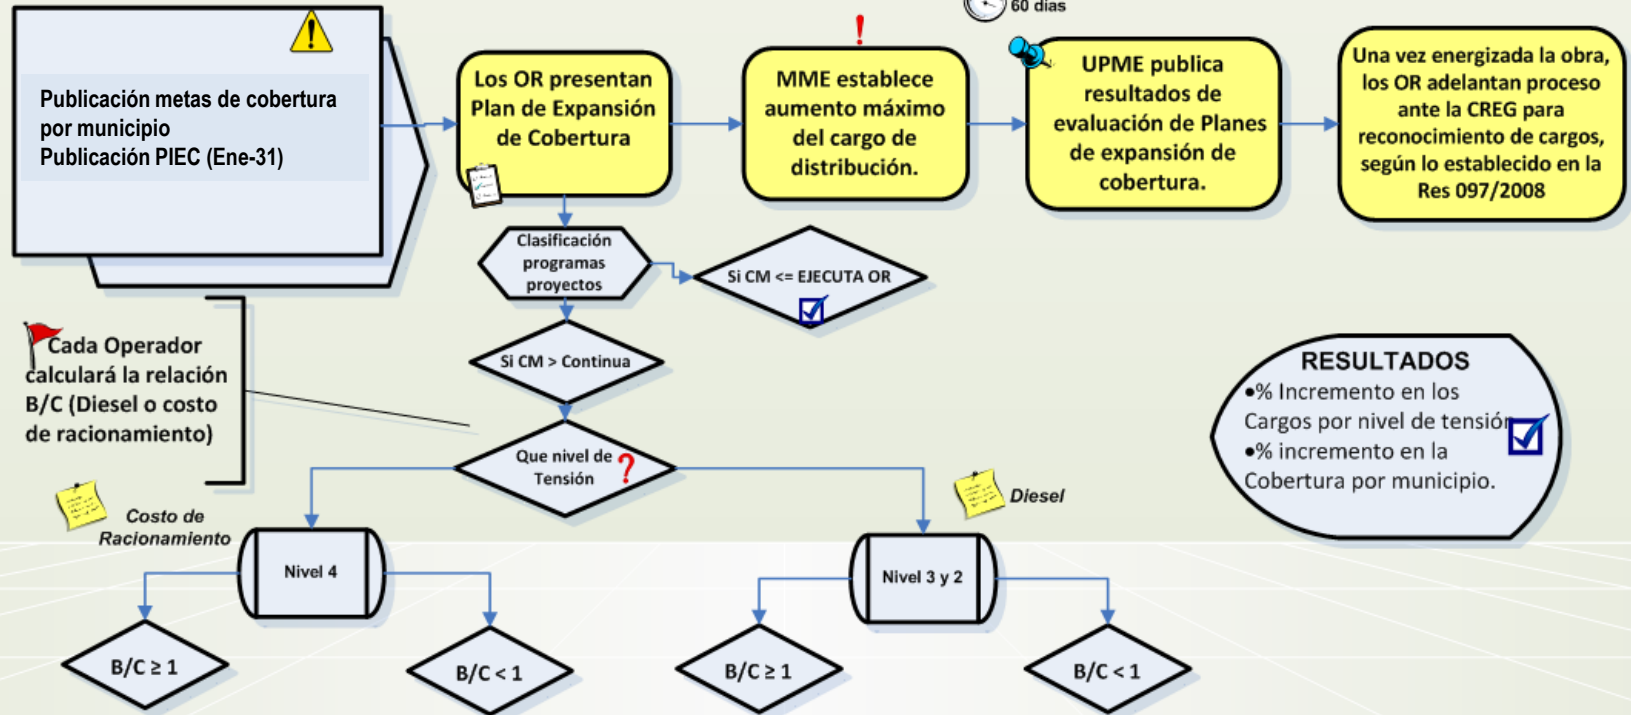 60 días
Publicación metas de cobertura
por municipio
Publicación PIEC (Ene-31)
Los OR presentan
Plan de Expansión
de Cobertura
MME establece
aumento máximo
del cargo de
distribución.
UPME publica
resultados de
evaluación de Planes
de expansión de
cobertura.
Una vez energizada la obra,
los OR adelantan proceso
ante la CREG para
reconocimiento de cargos,
según lo establecido en la
Res 097/2008
Clasificación
programas
proyectos
Si CM <= EJECUTA OR
Si CM > Continua
Cada Operador
calculará la relación
B/C (Diesel o costo
de racionamiento)
Que nivel de
Tensión
?
RESULTADOS
•% Incremento en los
Cargos por nivel de tensión
•% incremento en la
Cobertura por municipio.
Costo de
Racionamiento
Diesel
Nivel 4
Nivel 3 y 2
B/C ≥ 1
B/C < 1
B/C ≥ 1
B/C < 1